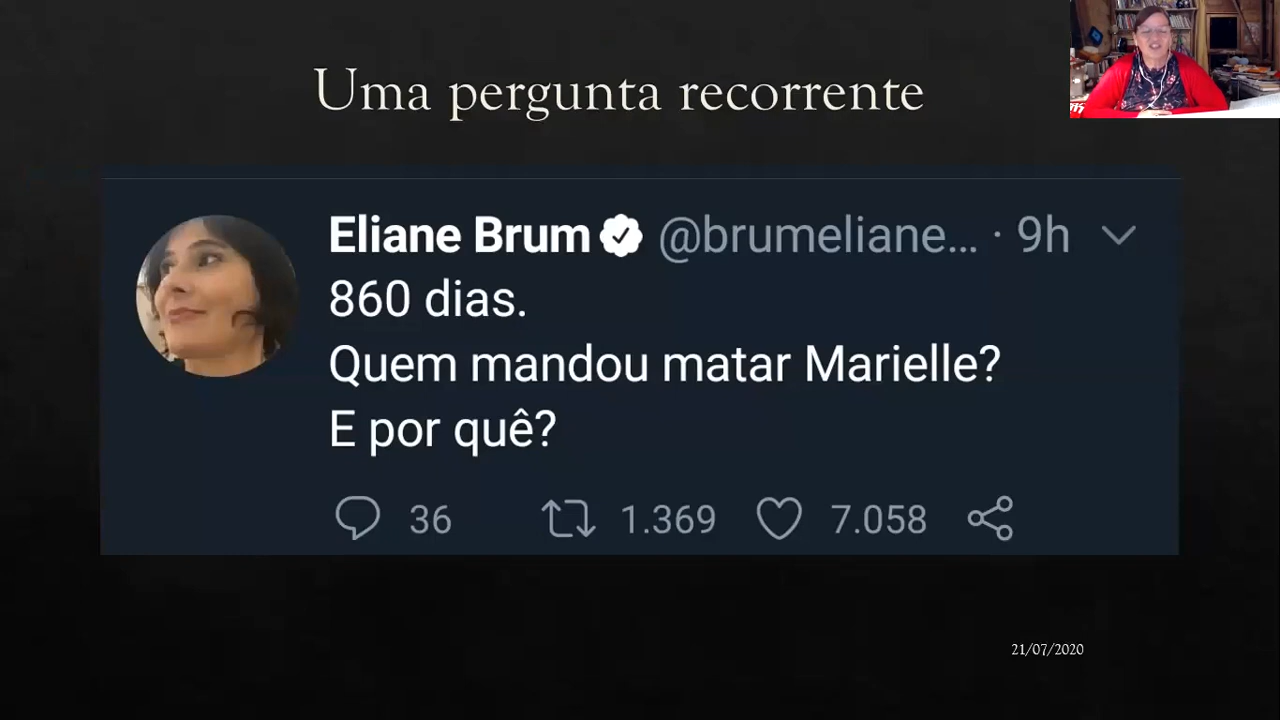 Uma pergunta recorrente
Eliane Brum @brumeliane... · 9h
860 dias.
Quem mandou matar Marielle?
E por quê?
36 1.369 7.058
21/07/2020